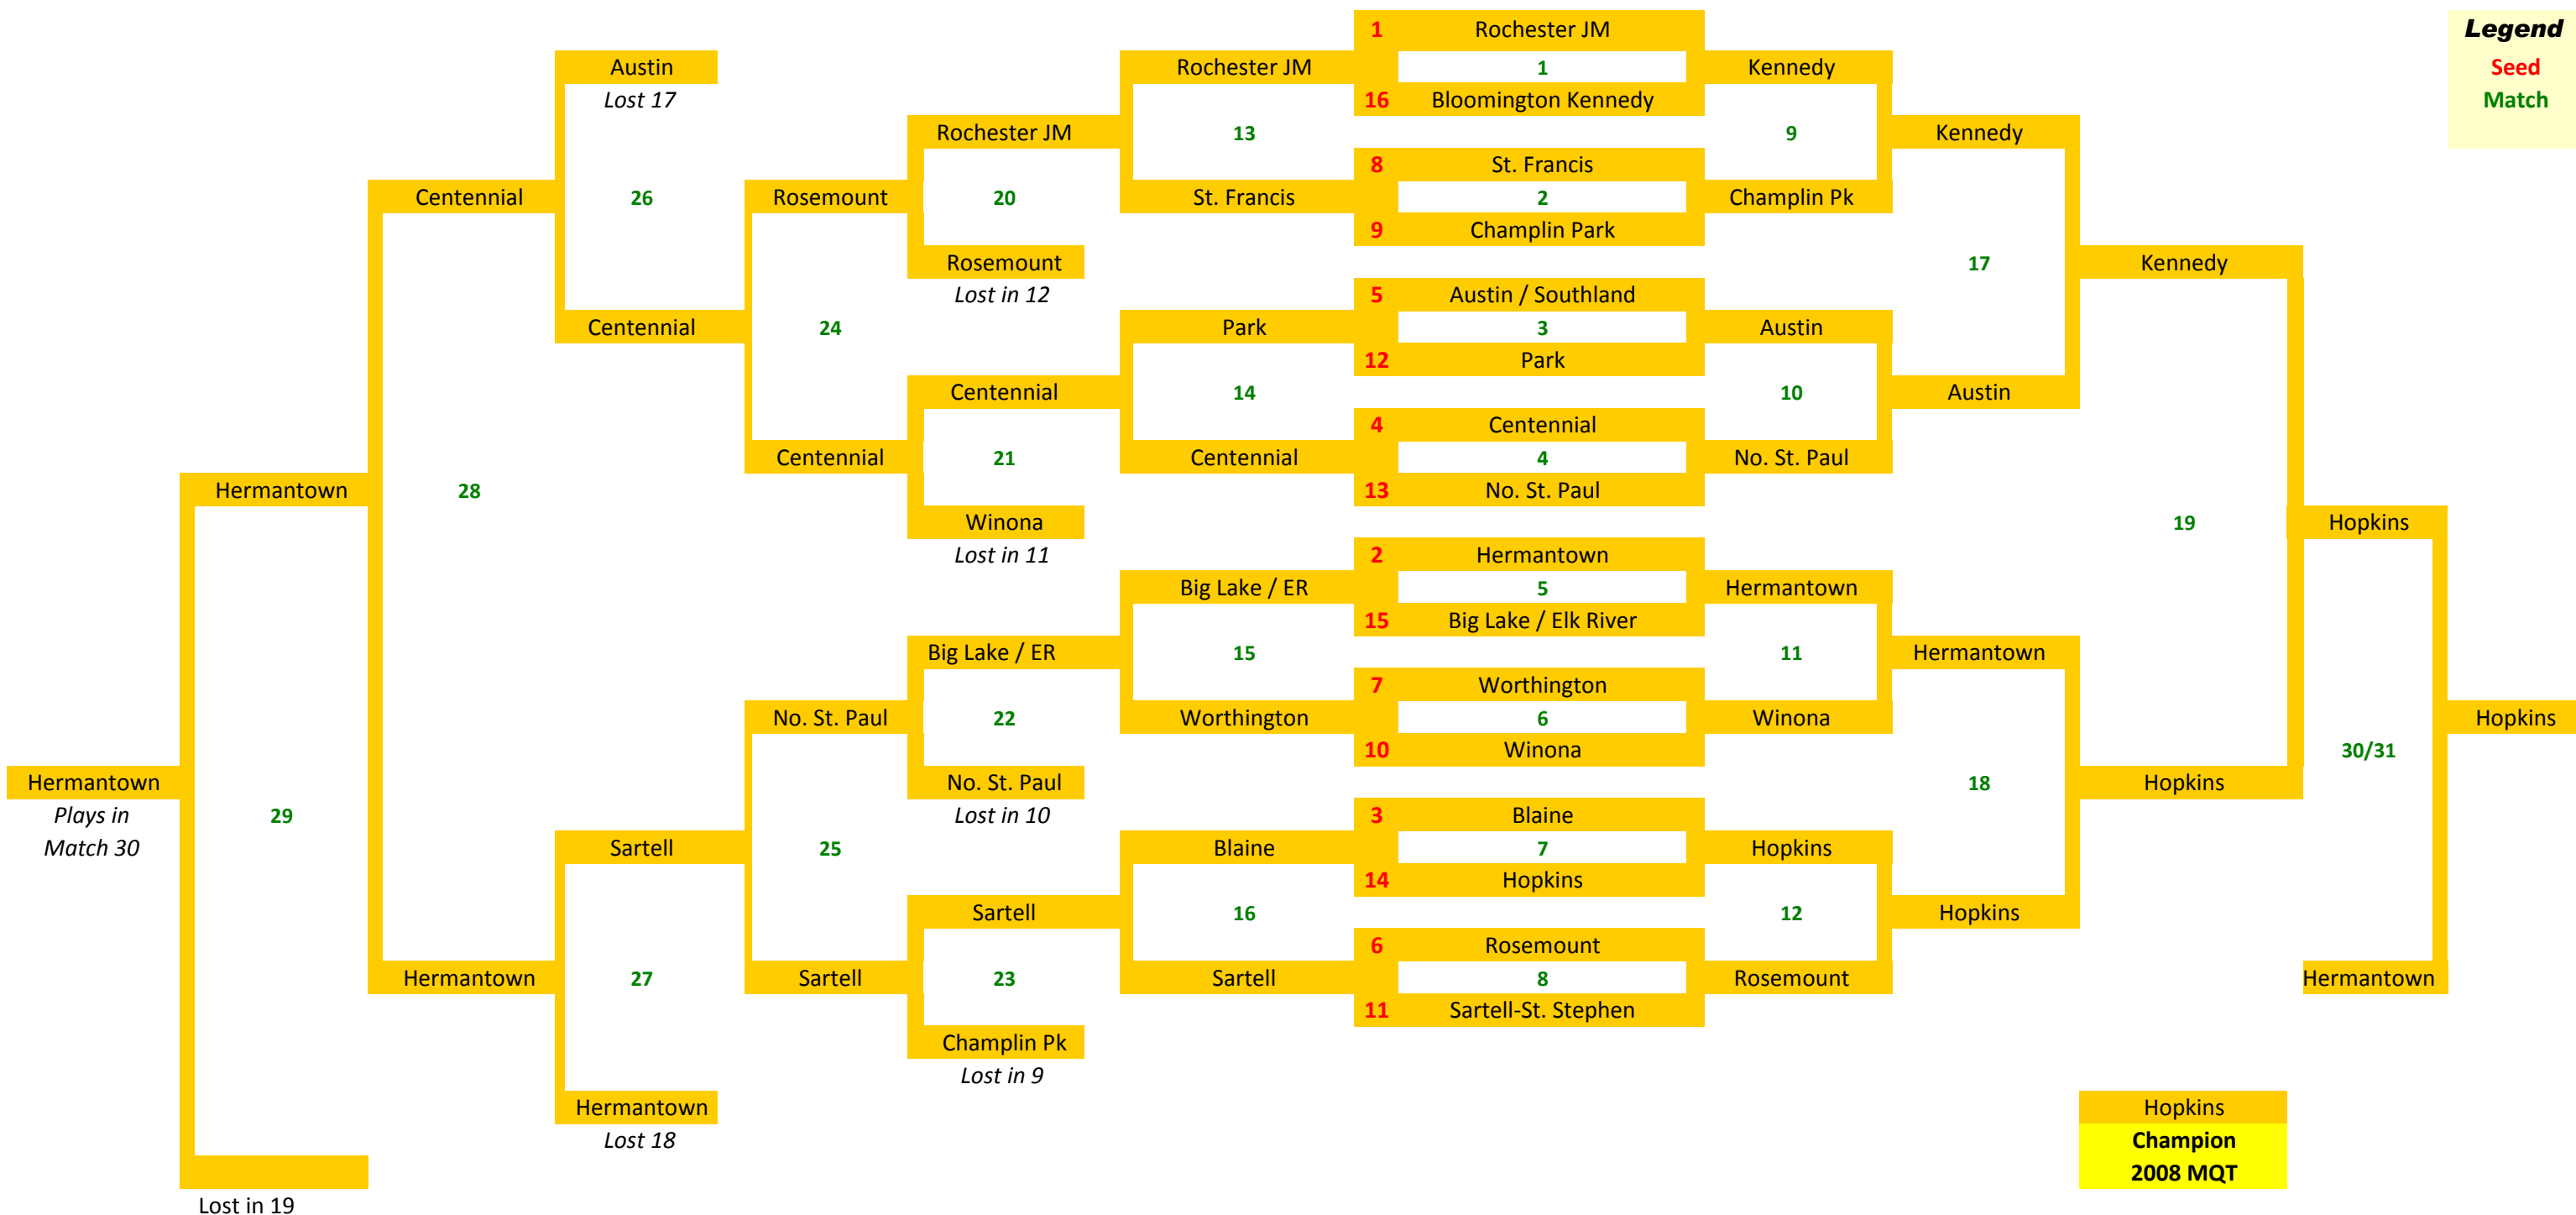 1 Rochester JM
Legend
Austin
Rochester JM
1
Kennedy
Seed
Lost 17
16 Bloomington Kennedy
Match
Rochester JM
13
9
Kennedy
8 St. Francis
Centennial
26
Rosemount
20
St. Francis
2
Champlin Pk
9 Champlin Park
Rosemount
17
Kennedy
Lost in 12
5 Austin / Southland
Centennial
24
Park
3
Austin
12 Park
Centennial
14
10
Austin
4 Centennial
Centennial
21
Centennial
4
No. St. Paul
Hermantown
28
13 No. St. Paul
Winona
19
Hopkins
Lost in 11
2 Hermantown
Big Lake / ER
5
Hermantown
15 Big Lake / Elk River
Big Lake / ER
15
11
Hermantown
7 Worthington
No. St. Paul
22
Worthington
6
Winona
Hopkins
10 Winona
30/31
Hermantown
No. St. Paul
18
Hopkins
Plays in
29
Lost in 10
3 Blaine
Match 30
Sartell
25
Blaine
7
Hopkins
14 Hopkins
Sartell
16
12
Hopkins
6 Rosemount
Hermantown
27
Sartell
23
Sartell
8
Rosemount
Hermantown
11 Sartell-St. Stephen
Champlin Pk
Lost in 9
Hermantown
Hopkins
Lost 18
Champion
2008 MQT
Lost in 19